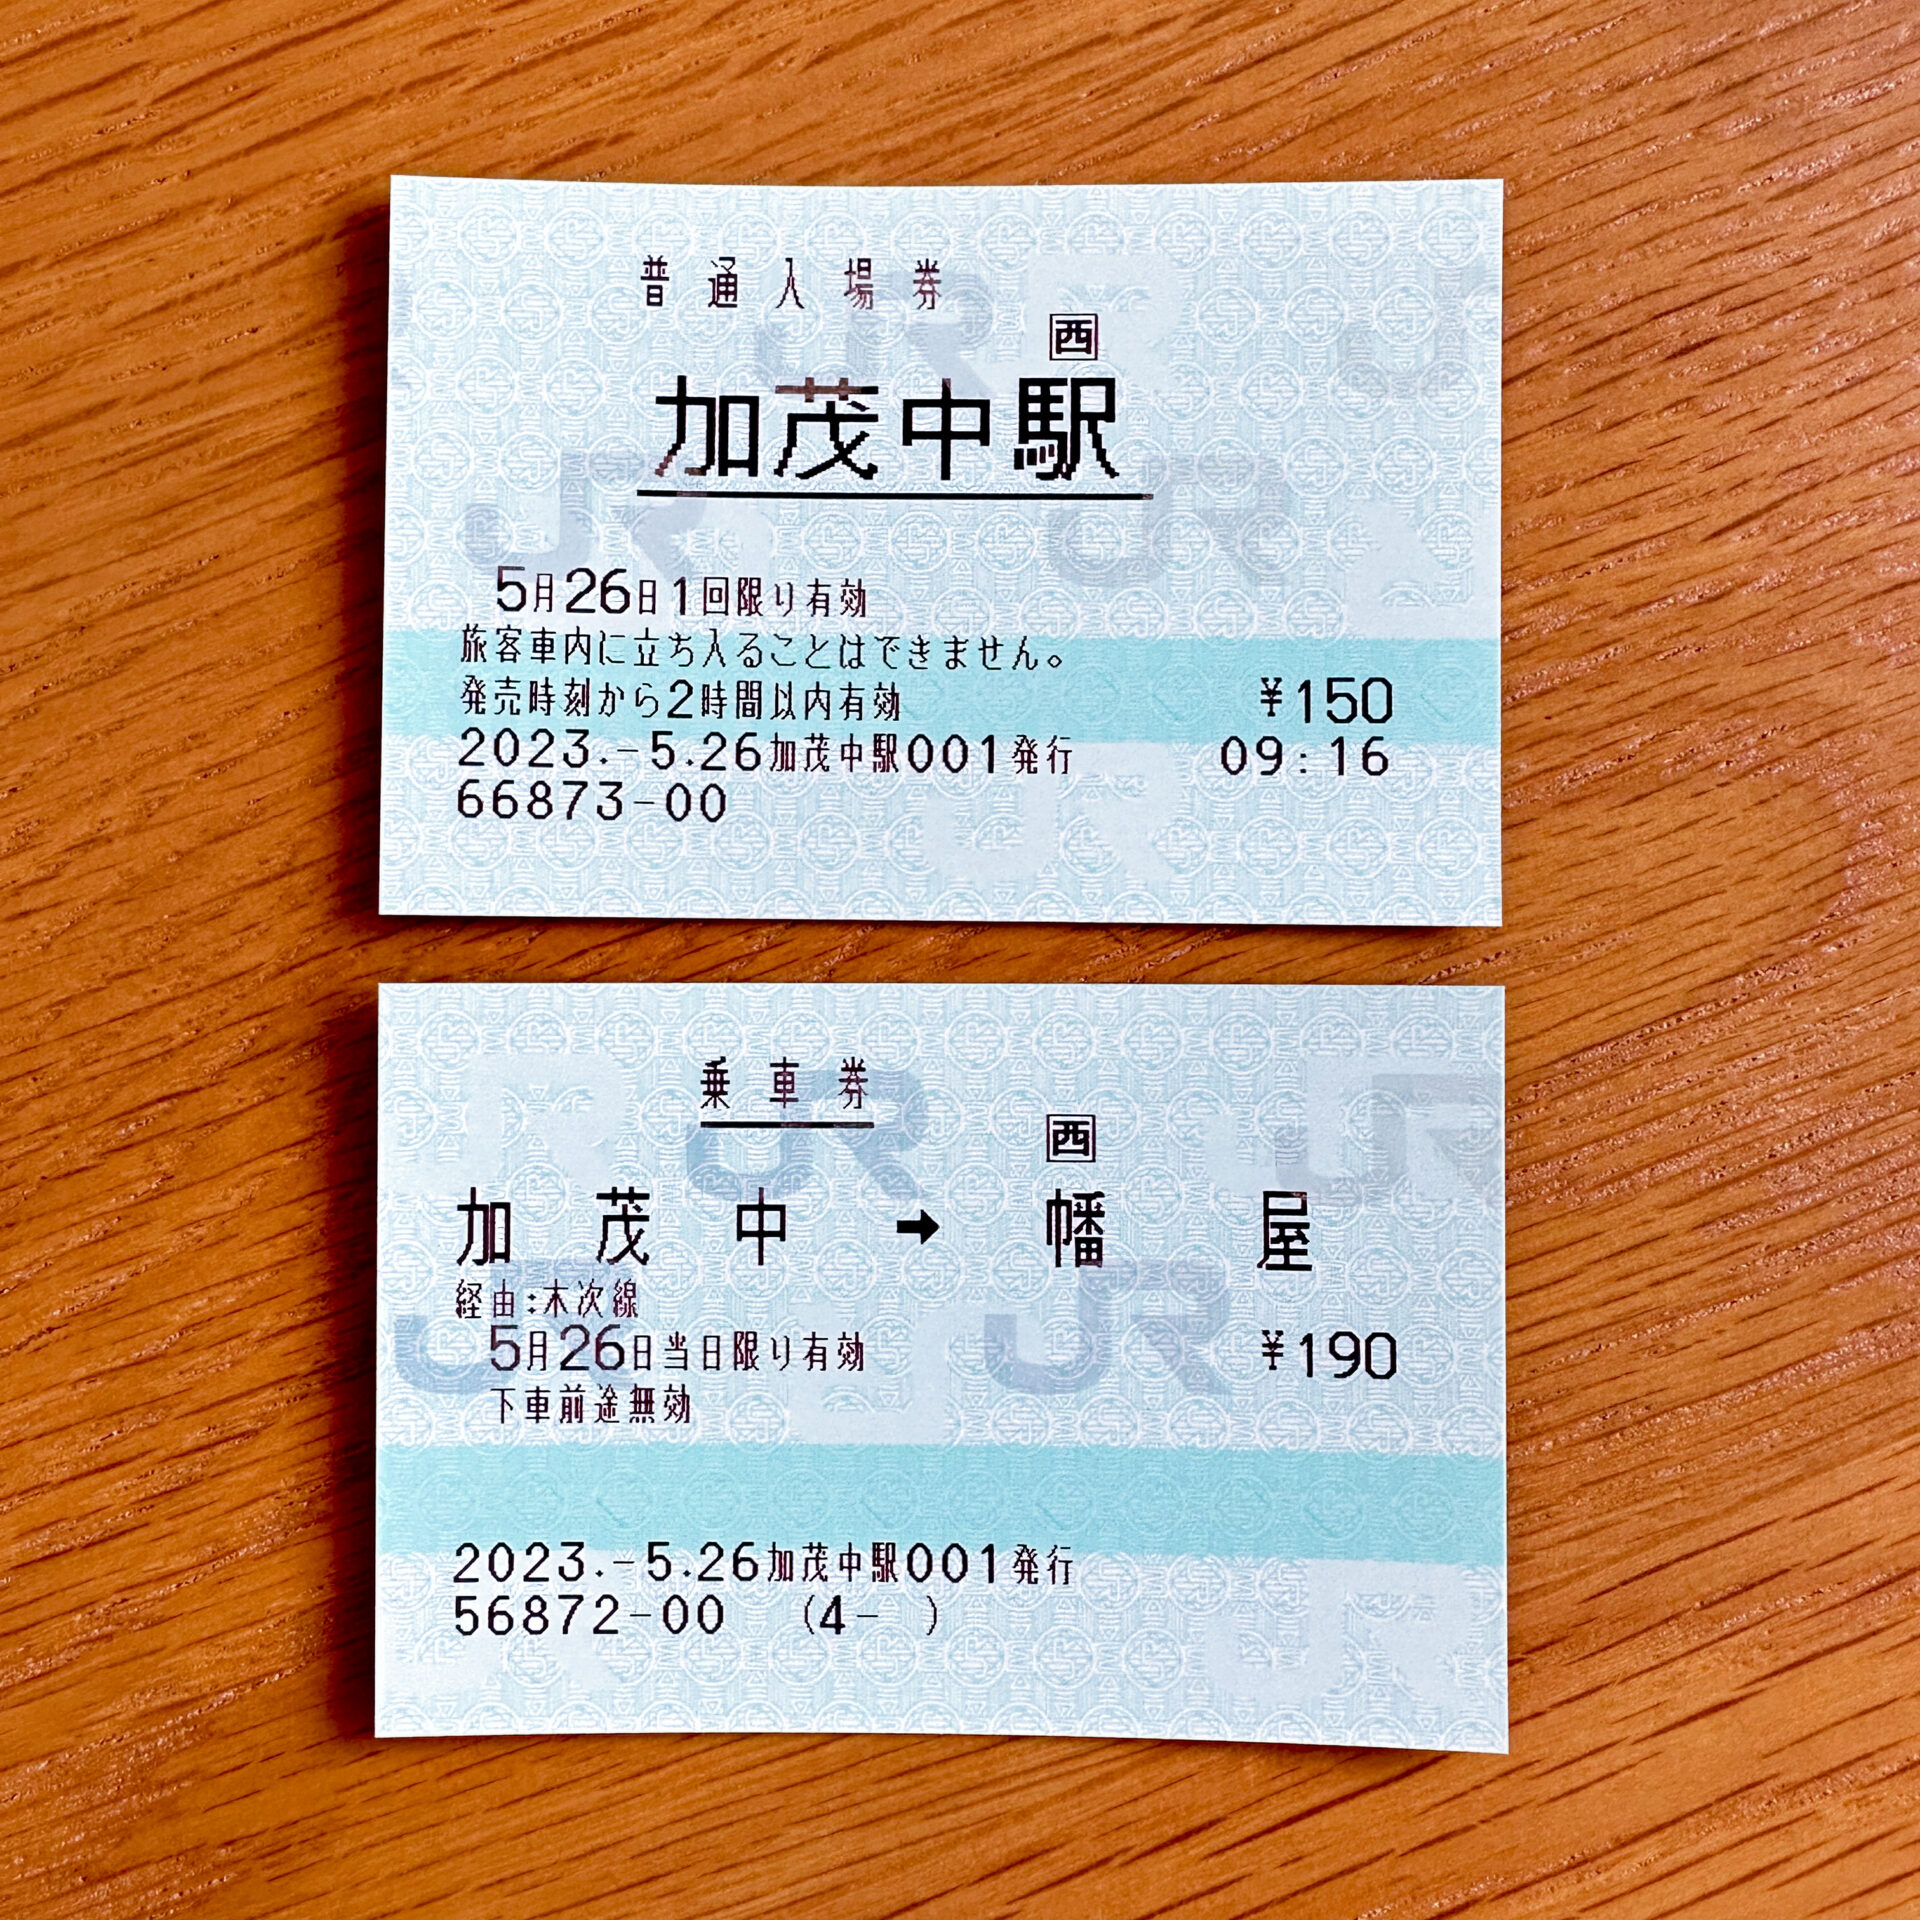 普通入場券
西
加茂中駅
5月26日1回限り有効
旅客車内に立ち入ることはできません。
発売時刻から2時間以内有効 ¥150
2023.-5.26加茂中駅001発行 09:16
66873-00
乗車券
西
加茂中➡幡屋
経由:木次線
5月26日当日限り有効 ¥190
下車前途無効
2023.-5.26加茂中駅001発行
56872-00 (4- )